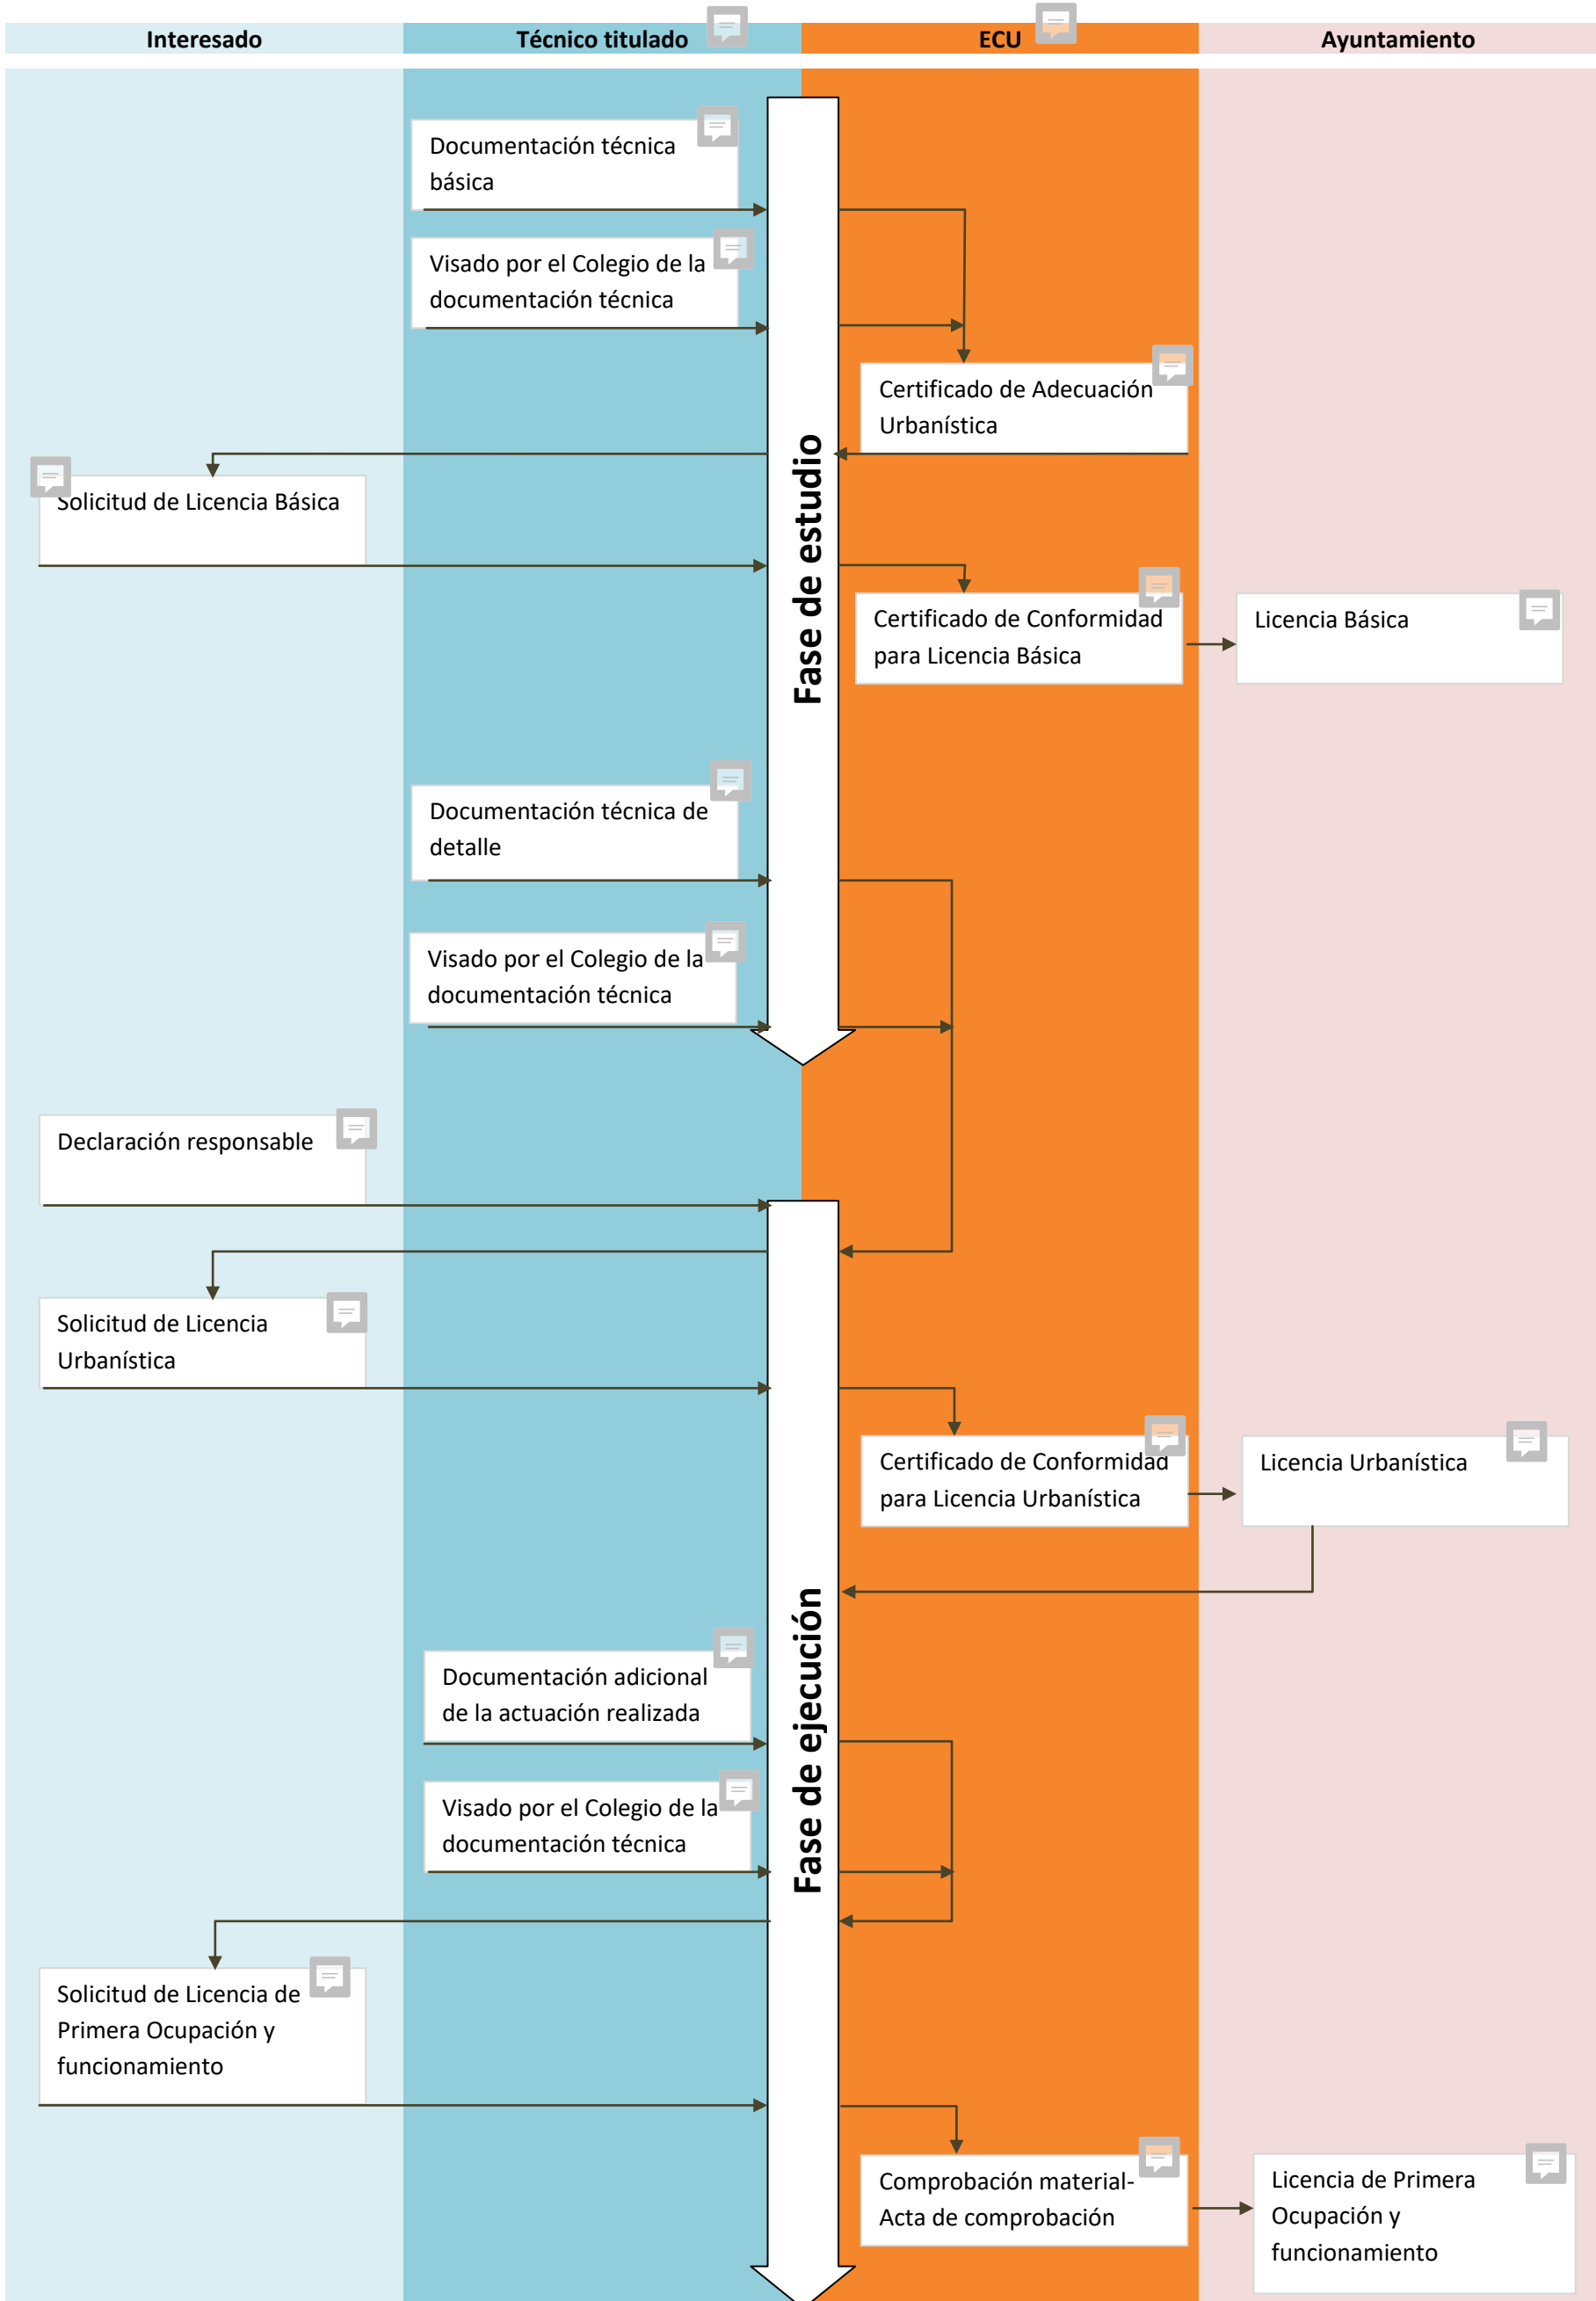 Interesado
Técnico titulado
ECU
Ayuntamiento
Documentación técnica
básica
Visado por el Colegio de la
documentación técnica
Certificado de Adecuación
Urbanística
Fase de estudio
Solicitud de Licencia Básica
Certificado de Conformidad
para Licencia Básica
Licencia Básica
Documentación técnica de
detalle
Visado por el Colegio de la
documentación técnica
Declaración responsable
Solicitud de Licencia
Urbanística
Certificado de Conformidad
para Licencia Urbanística
Licencia Urbanística
Fase de ejecución
Documentación adicional
de la actuación realizada
Visado por el Colegio de la
documentación técnica
Solicitud de Licencia de
Primera Ocupación y
funcionamiento
Comprobación material-
Acta de comprobación
Licencia de Primera
Ocupación y
funcionamiento